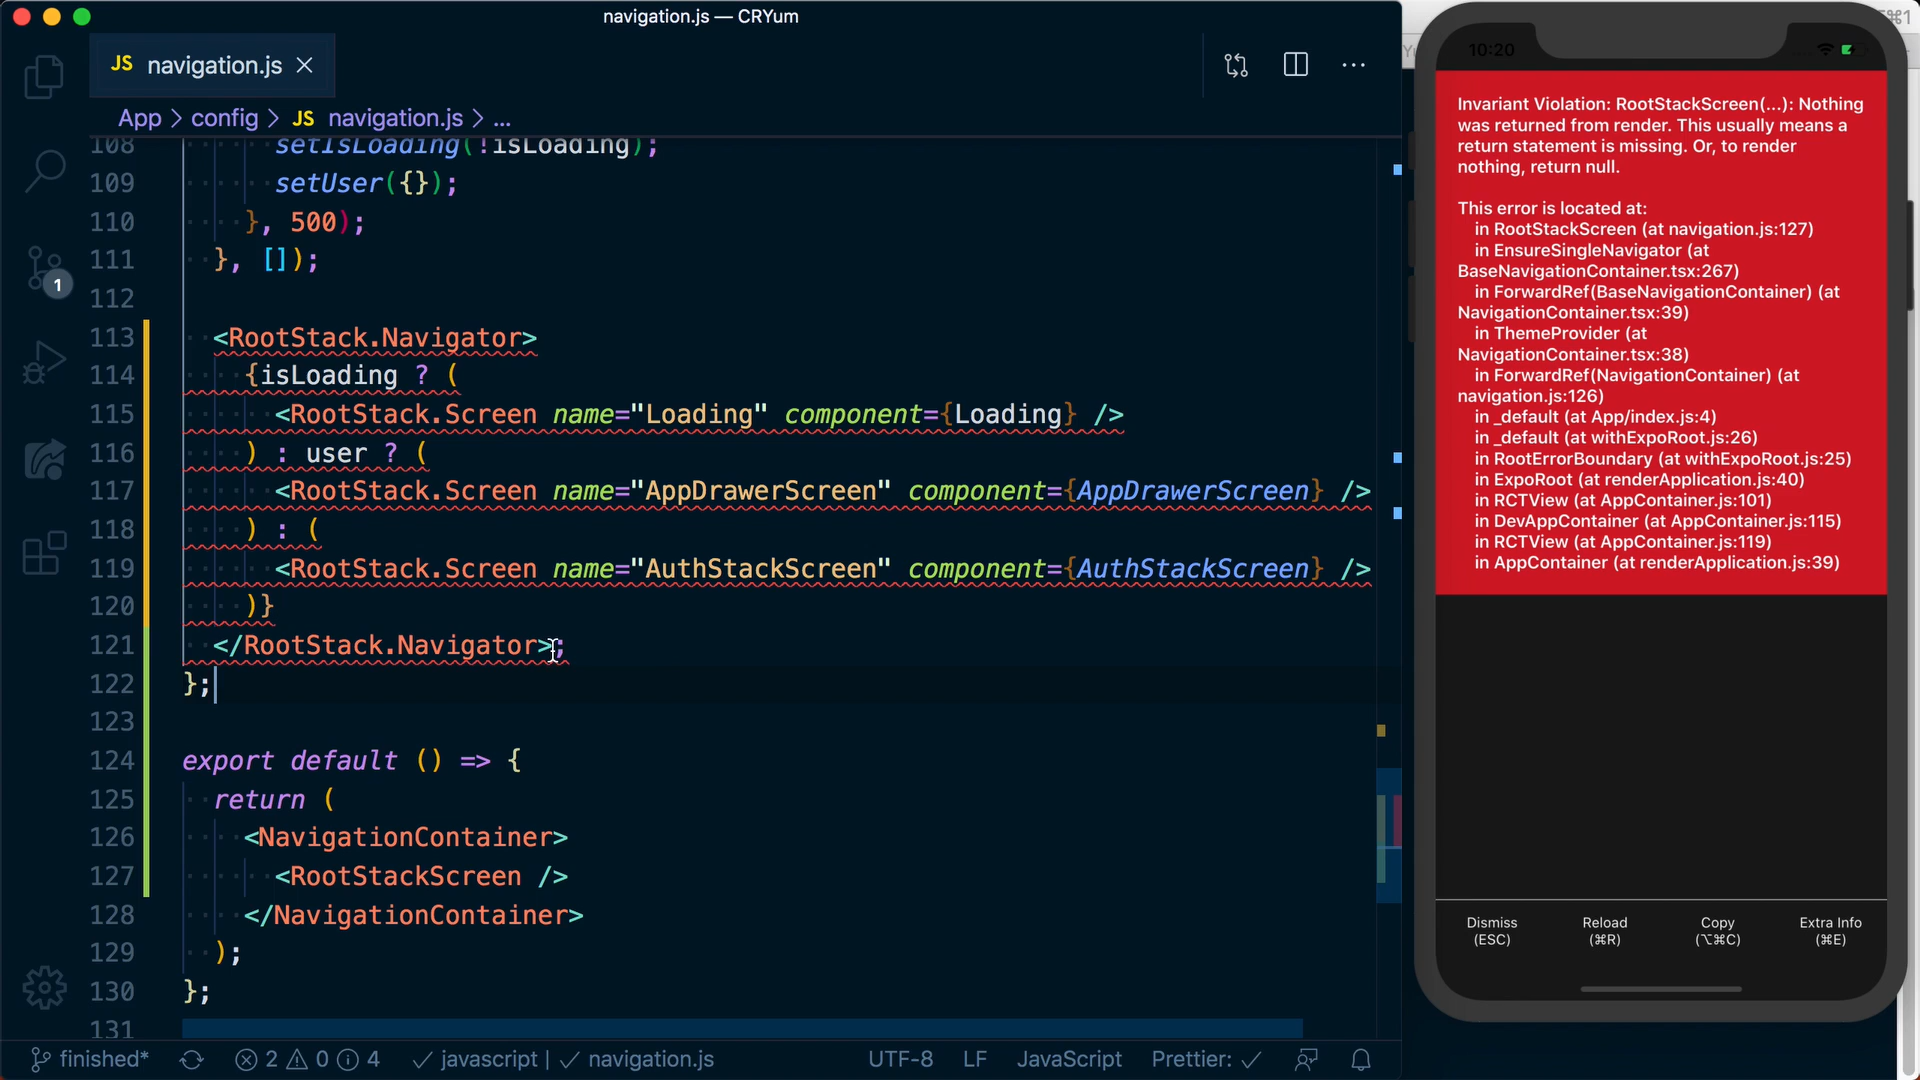 navigation.js — CRYum
⌘1
JS navigation.js ×
App > config > JS navigation.js > ...
108 setIsLoading(!isLoading);
109 setUser({});
110 }, 500);
111 }, []);
112
113 <RootStack.Navigator>
114 {isLoading ? (
115 <RootStack.Screen name="Loading" component={Loading} />
116 ) : user ? (
117 <RootStack.Screen name="AppDrawerScreen" component={AppDrawerScreen} />
118 ) : (
119 <RootStack.Screen name="AuthStackScreen" component={AuthStackScreen} />
120 )}
121 </RootStack.Navigator>;
122 };
123
124 export default () => {
125 return (
126 <NavigationContainer>
127 <RootStackScreen />
128 </NavigationContainer>
129 );
130 };
131
1
finished* 2 0 4 javascript | navigation.js UTF-8 LF JavaScript Prettier: ✓
10:20
Invariant Violation: RootStackScreen(...): Nothing
was returned from render. This usually means a
return statement is missing. Or, to render
nothing, return null.
This error is located at:
in RootStackScreen (at navigation.js:127)
in EnsureSingleNavigator (at
BaseNavigationContainer.tsx:267)
in ForwardRef(BaseNavigationContainer) (at
NavigationContainer.tsx:39)
in ThemeProvider (at
NavigationContainer.tsx:38)
in ForwardRef(NavigationContainer) (at
navigation.js:126)
in _default (at App/index.js:4)
in _default (at withExpoRoot.js:26)
in RootErrorBoundary (at withExpoRoot.js:25)
in ExpoRoot (at renderApplication.js:40)
in RCTView (at AppContainer.js:101)
in DevAppContainer (at AppContainer.js:115)
in RCTView (at AppContainer.js:119)
in AppContainer (at renderApplication.js:39)
Dismiss Reload Copy Extra Info
(ESC) (⌘R) (⌥⌘C) (⌘E)